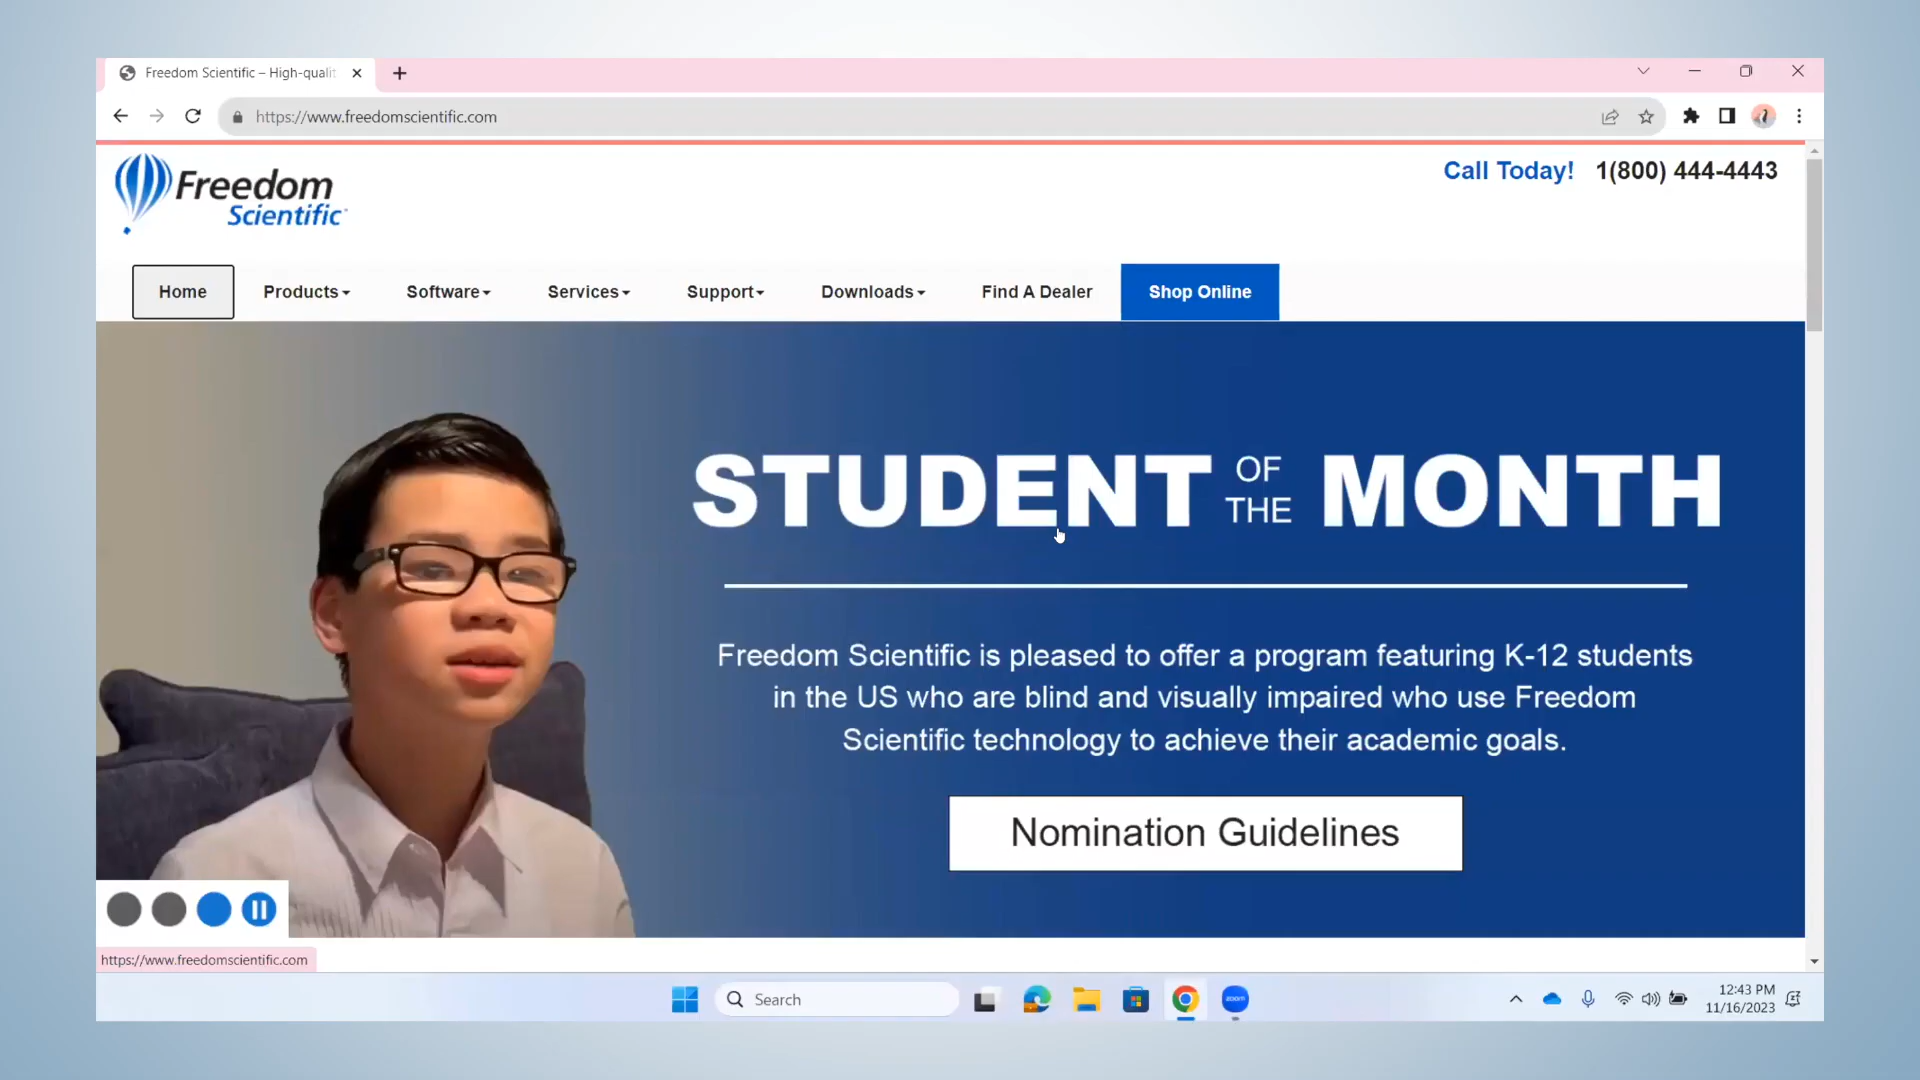 Freedom Scientific – High-qualit
https://www.freedomscientific.com
Freedom
Scientific
Call Today! 1(800) 444-4443
Home Products Software Services Support Downloads Find A Dealer Shop Online
STUDENT OF THE MONTH
Freedom Scientific is pleased to offer a program featuring K-12 students
in the US who are blind and visually impaired who use Freedom
Scientific technology to achieve their academic goals.
Nomination Guidelines
https://www.freedomscientific.com
Search
zoom
12:43 PM
11/16/2023